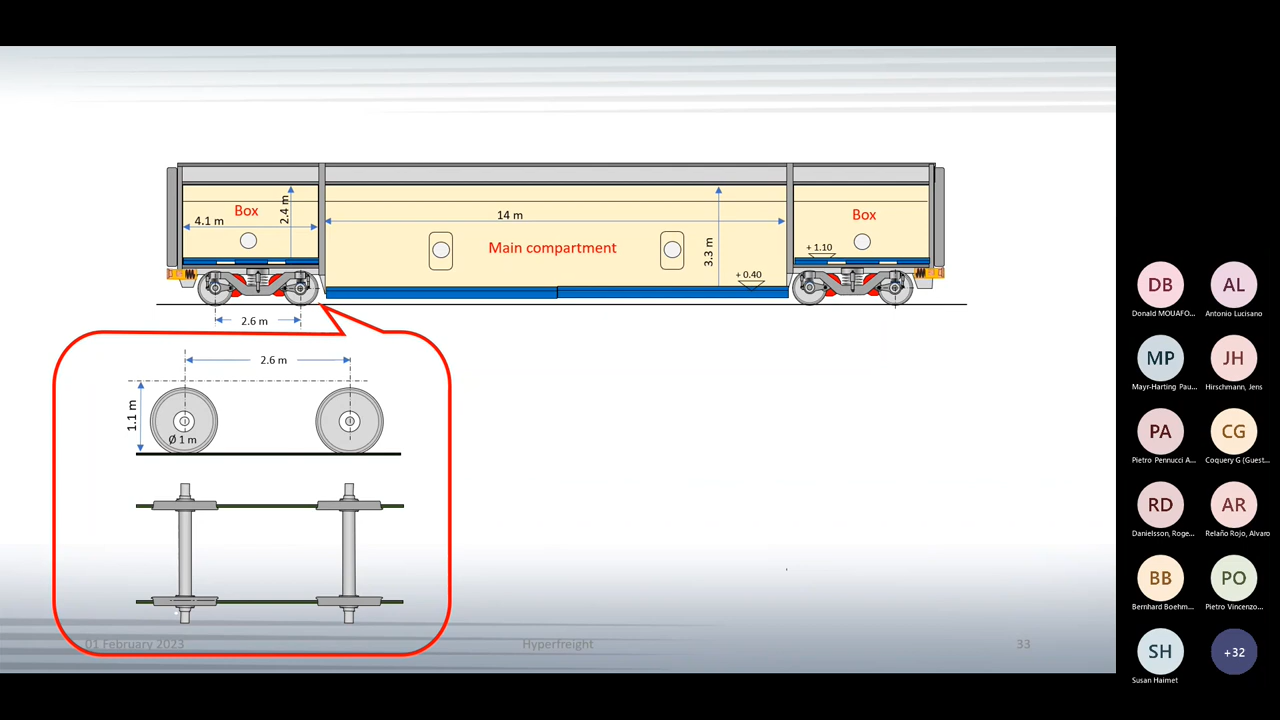 Box
4.1 m
2.4 m
14 m
Main compartment
3.3 m
+ 0.40
Box
+ 1.10
2.6 m
2.6 m
1.1 m
Ø 1 m
01 February 2023
Hyperfreight
33
DB
Donald MOUAFO...
AL
Antonio Lucisano
MP
Mayr-Harting Pau...
JH
Hirschmann, Jens
PA
Pietro Pennucci A...
CG
Coquery G (Guest...
RD
Danielsson, Roge...
AR
Relaño Rojo, Alvaro
BB
Bernhard Boehm...
PO
Pietro Vincenzo...
SH
Susan Haimet
+32